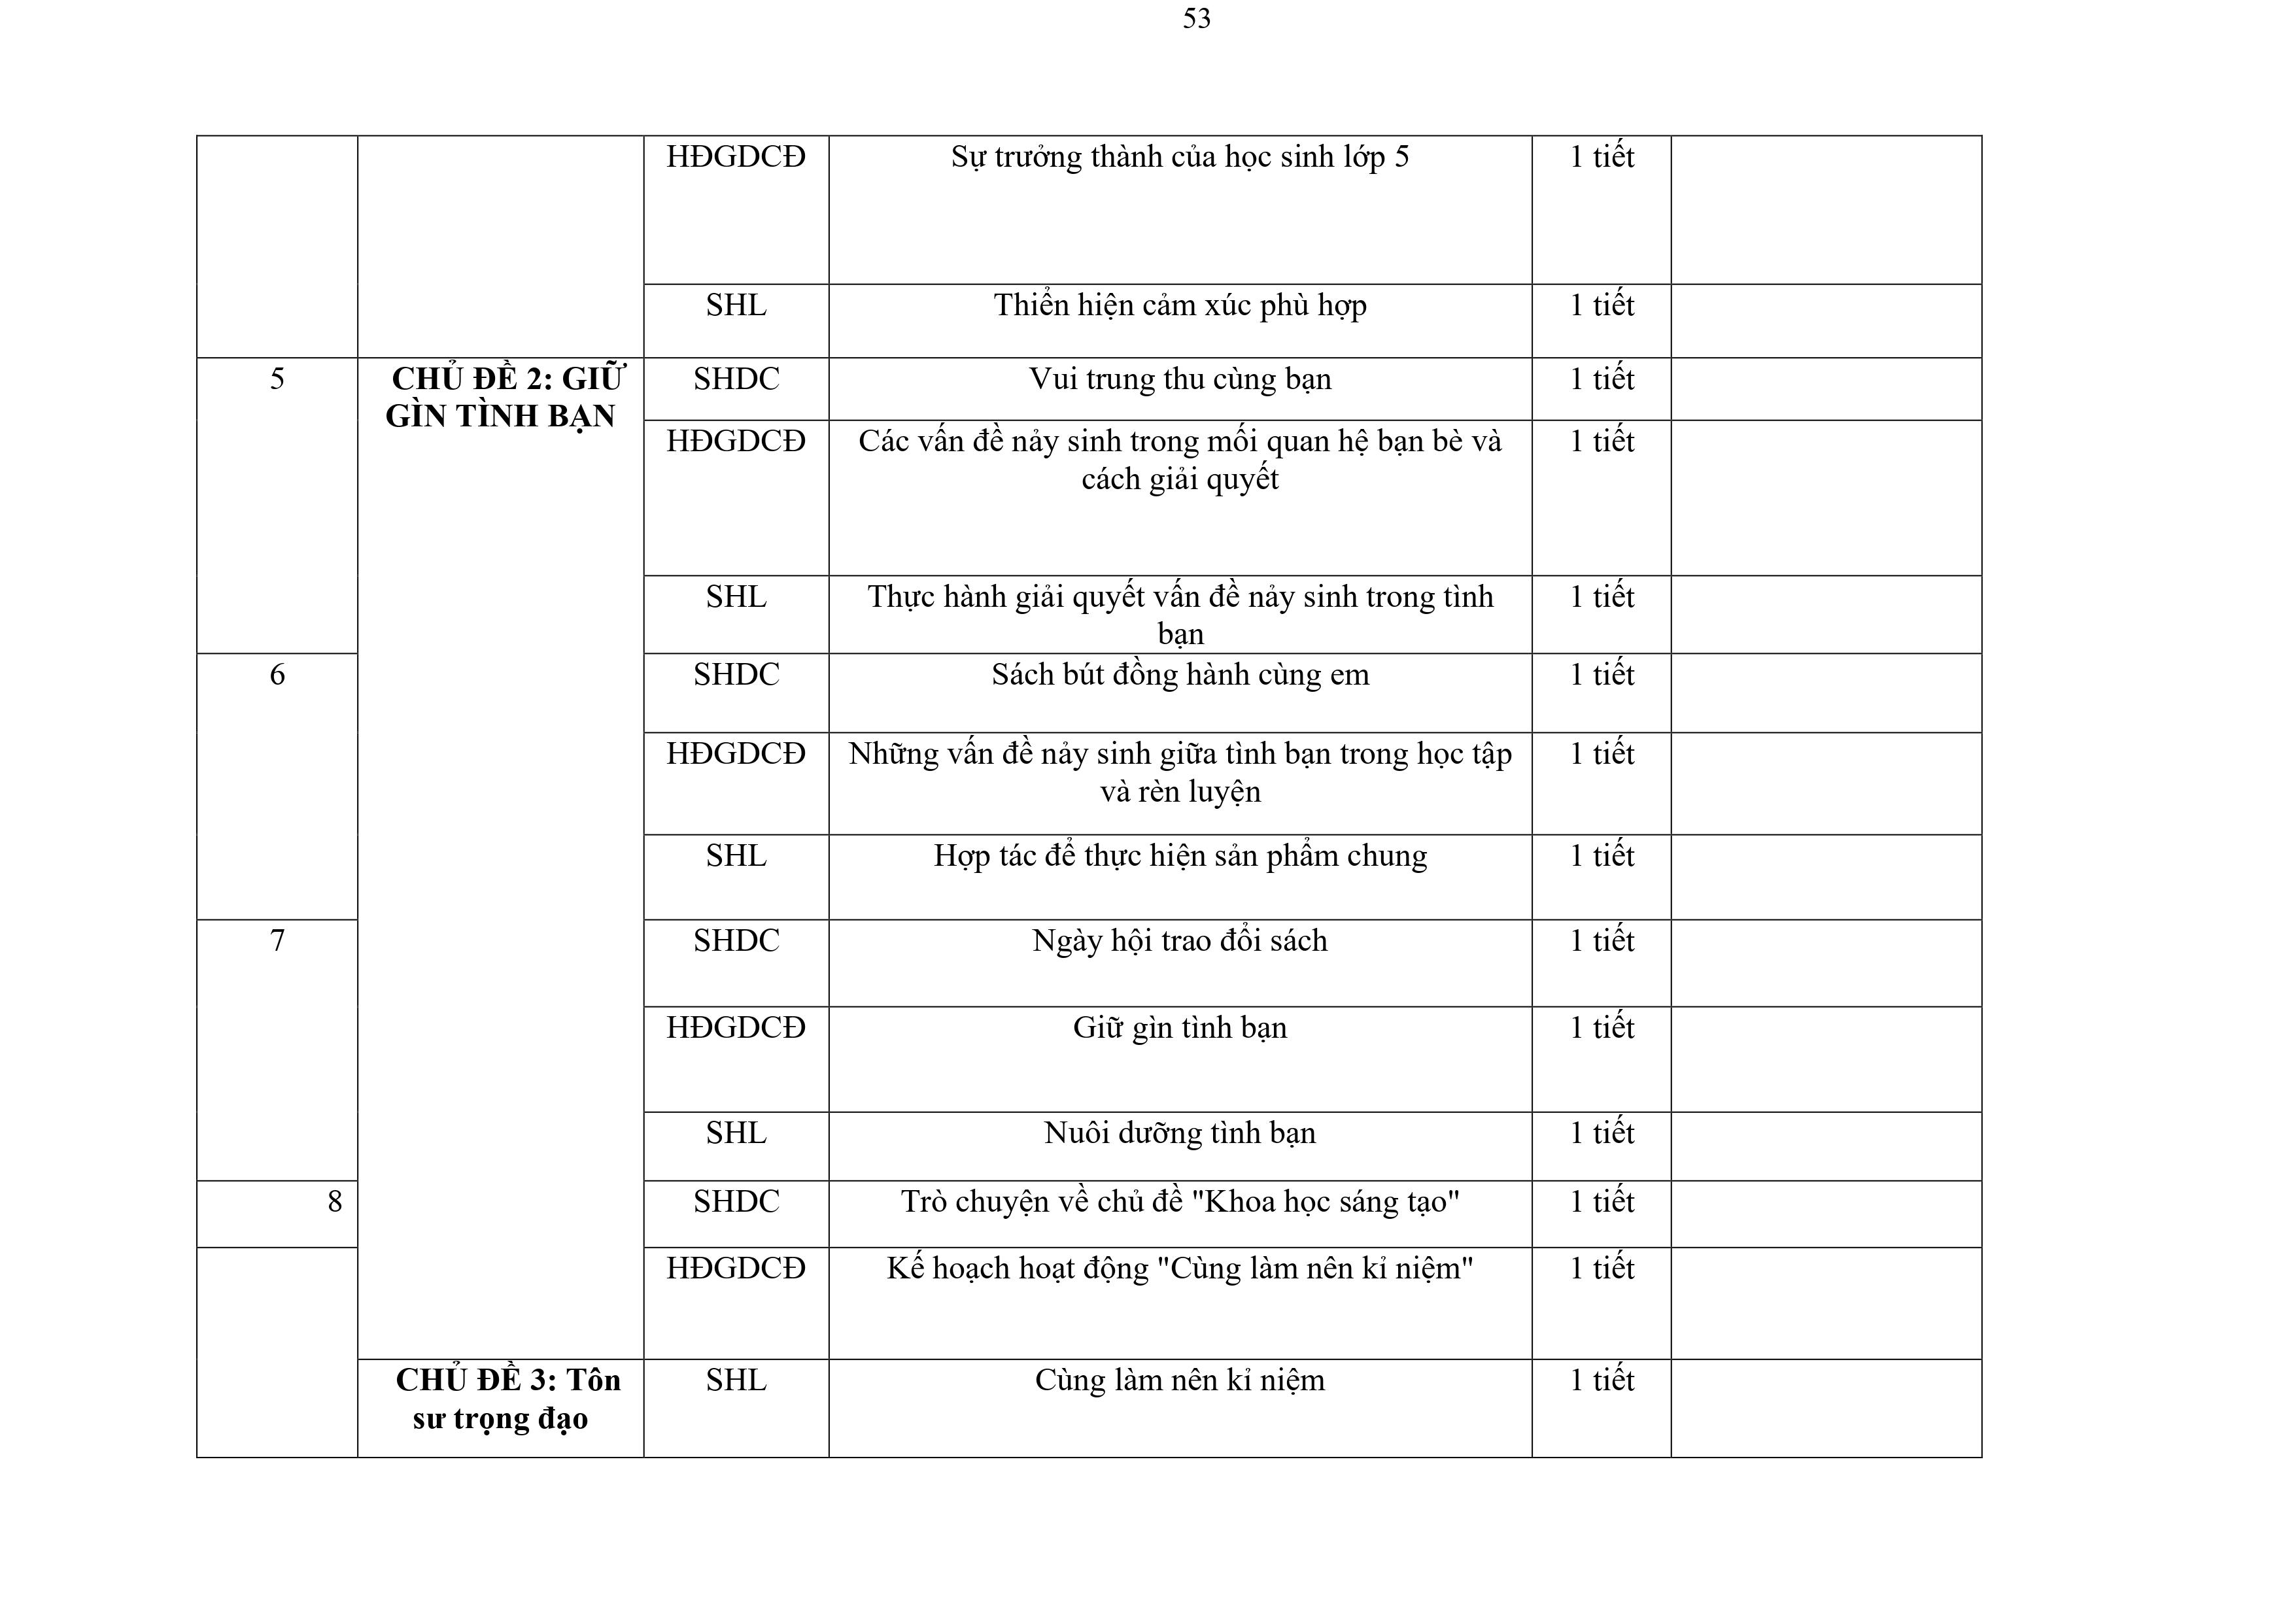 53
HĐGDCĐ Sự trưởng thành của học sinh lớp 5 1 tiết
SHL Thiển hiện cảm xúc phù hợp 1 tiết
5 CHỦ ĐỀ 2: GIỮ SHDC Vui trung thu cùng bạn 1 tiết
GÌN TÌNH BẠN
HĐGDCĐ Các vấn đề nảy sinh trong mối quan hệ bạn bè và 1 tiết
cách giải quyết
SHL Thực hành giải quyết vấn đề nảy sinh trong tình 1 tiết
bạn
6 SHDC Sách bút đồng hành cùng em 1 tiết
HĐGDCĐ Những vấn đề nảy sinh giữa tình bạn trong học tập 1 tiết
và rèn luyện
SHL Hợp tác để thực hiện sản phẩm chung 1 tiết
7 SHDC Ngày hội trao đổi sách 1 tiết
HĐGDCĐ Giữ gìn tình bạn 1 tiết
SHL Nuôi dưỡng tình bạn 1 tiết
8 SHDC Trò chuyện về chủ đề "Khoa học sáng tạo" 1 tiết
HĐGDCĐ Kế hoạch hoạt động "Cùng làm nên kỉ niệm" 1 tiết
CHỦ ĐỀ 3: Tôn SHL Cùng làm nên kỉ niệm 1 tiết
sư trọng đạo